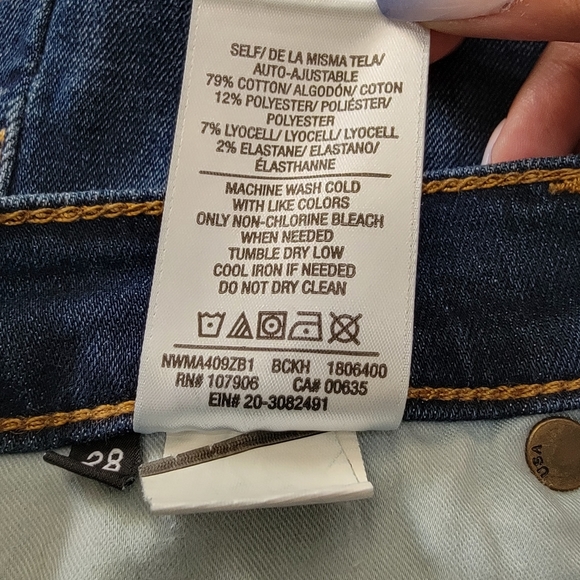 SELF/ DE LA MISMA TELA/
AUTO-AJUSTABLE
79% COTTON/ ALGODÓN/ COTON
12% POLYESTER/ POLIÉSTER/
POLYESTER
7% LYOCELL/ LYOCELL/ LYOCELL
2% ELASTANE/ ELASTANO/
ÉLASTHANNE
MACHINE WASH COLD
WITH LIKE COLORS
ONLY NON-CHLORINE BLEACH
WHEN NEEDED
TUMBLE DRY LOW
COOL IRON IF NEEDED
DO NOT DRY CLEAN
NWMA409ZB1 BCKH 1806400
RN# 107906 CA# 00635
EIN# 20-3082491
28
USA